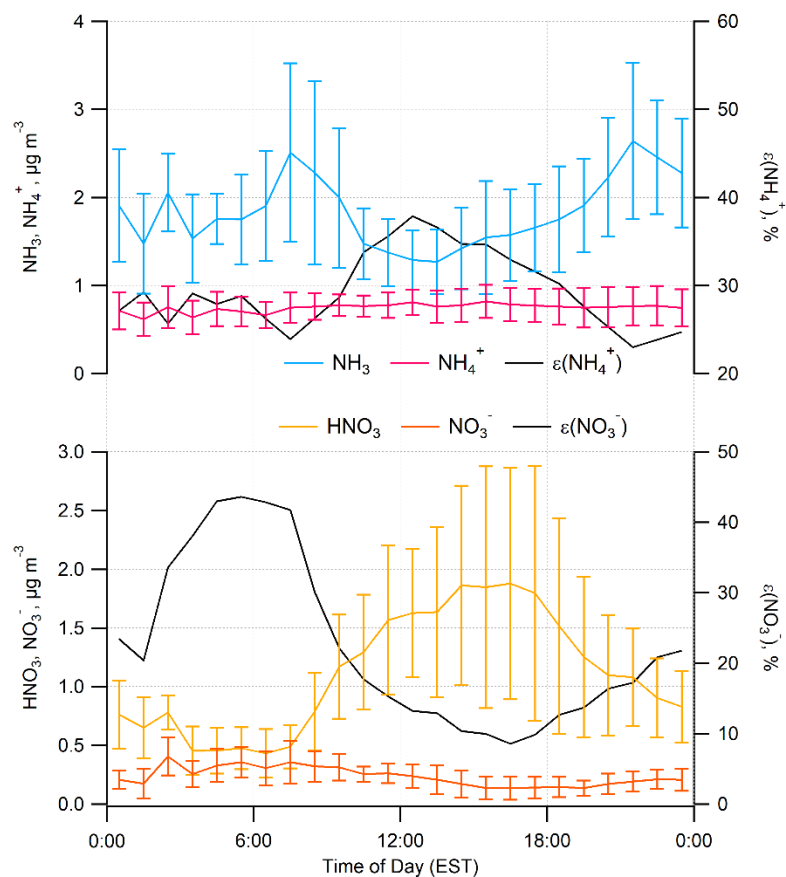 4
3
2
1
0
NH₃, NH₄⁺, µg m⁻³
60
50
40
30
20
ε(NH₄⁺), %
NH₃ NH₄⁺ ε(NH₄⁺)
HNO₃ NO₃⁻ ε(NO₃⁻)
3.0
2.5
2.0
1.5
1.0
0.5
0.0
HNO₃, NO₃⁻, µg m⁻³
50
40
30
20
10
0
ε(NO₃⁻), %
0:00 6:00 12:00 18:00 0:00
Time of Day (EST)